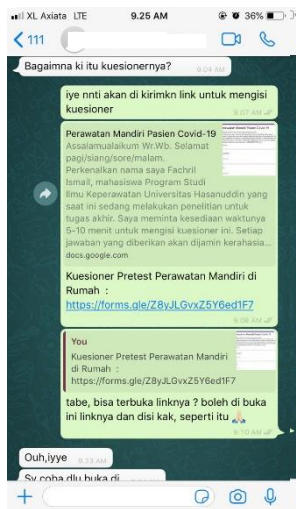 XL Axiata LTE 9.25 AM 36%
111
Bagaimna ki itu kuesionernya? 9.04 AM
iye nnti akan di kirimkn link untuk mengisi
kuesioner 9.07 AM
Perawatan Mandiri Pasien Covid-19
Assalamualaikum Wr.Wb. Selamat
pagi/siang/sore/malam.
Perkenalkan nama saya Fachril
Ismail, mahasiswa Program Studi
Ilmu Keperawatan Universitas Hasanuddin yang
saat ini sedang melakukan penelitian untuk
tugas akhir. Saya meminta kesediaan waktunya
5-10 menit untuk mengisi kuesioner ini. Setiap
jawaban yang diberikan akan dijamin kerahasia...
docs.google.com
Kuesioner Pretest Perawatan Mandiri di
Rumah :
https://forms.gle/Z8yJLGvxZ5Y6ed1F7
9.08 AM
You
Kuesioner Pretest Perawatan Mandiri
di Rumah :
https://forms.gle/Z8yJLGvxZ5Y6ed1F7
tabe, bisa terbuka linknya ? boleh di buka
ini linknya dan disi kak, seperti itu 🙏🏻
9.10 AM
Ouh,iyye 9.33 AM
Sy coba dlu buka di